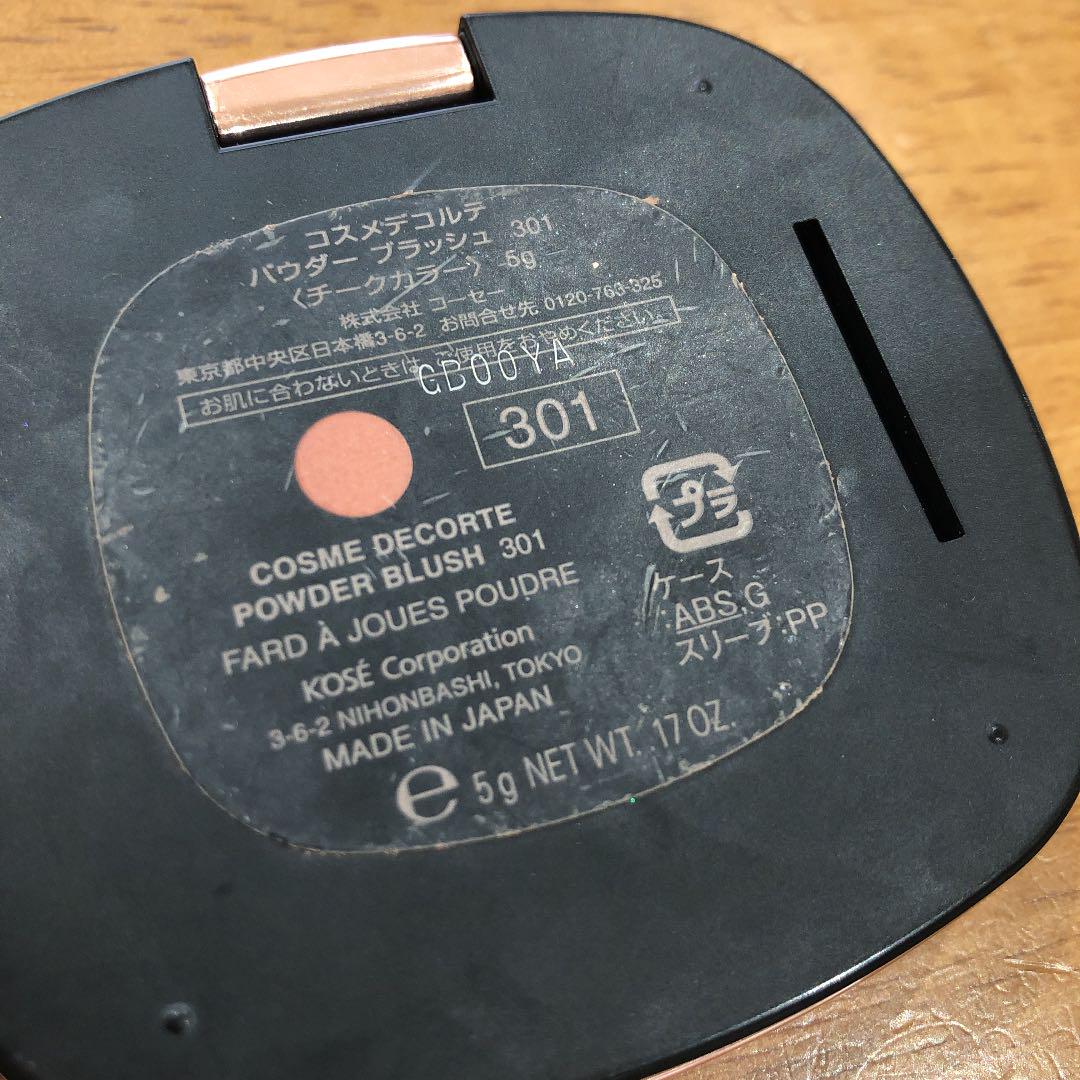 コスメデコルテ
パウダー ブラッシュ 301
〈チークカラー〉 5g
株式会社 コーセー
東京都中央区日本橋3-6-2 お問合せ先 0120-763-325
お肌に合わないときは、ご使用をおやめください。
CB00YA
301
プラ
ケース
:ABS,G
スリーブ:PP
COSME DECORTE
POWDER BLUSH 301
FARD À JOUES POUDRE
KOSÉ Corporation
3-6-2 NIHONBASHI, TOKYO
MADE IN JAPAN
e 5g NET WT. .17 OZ.